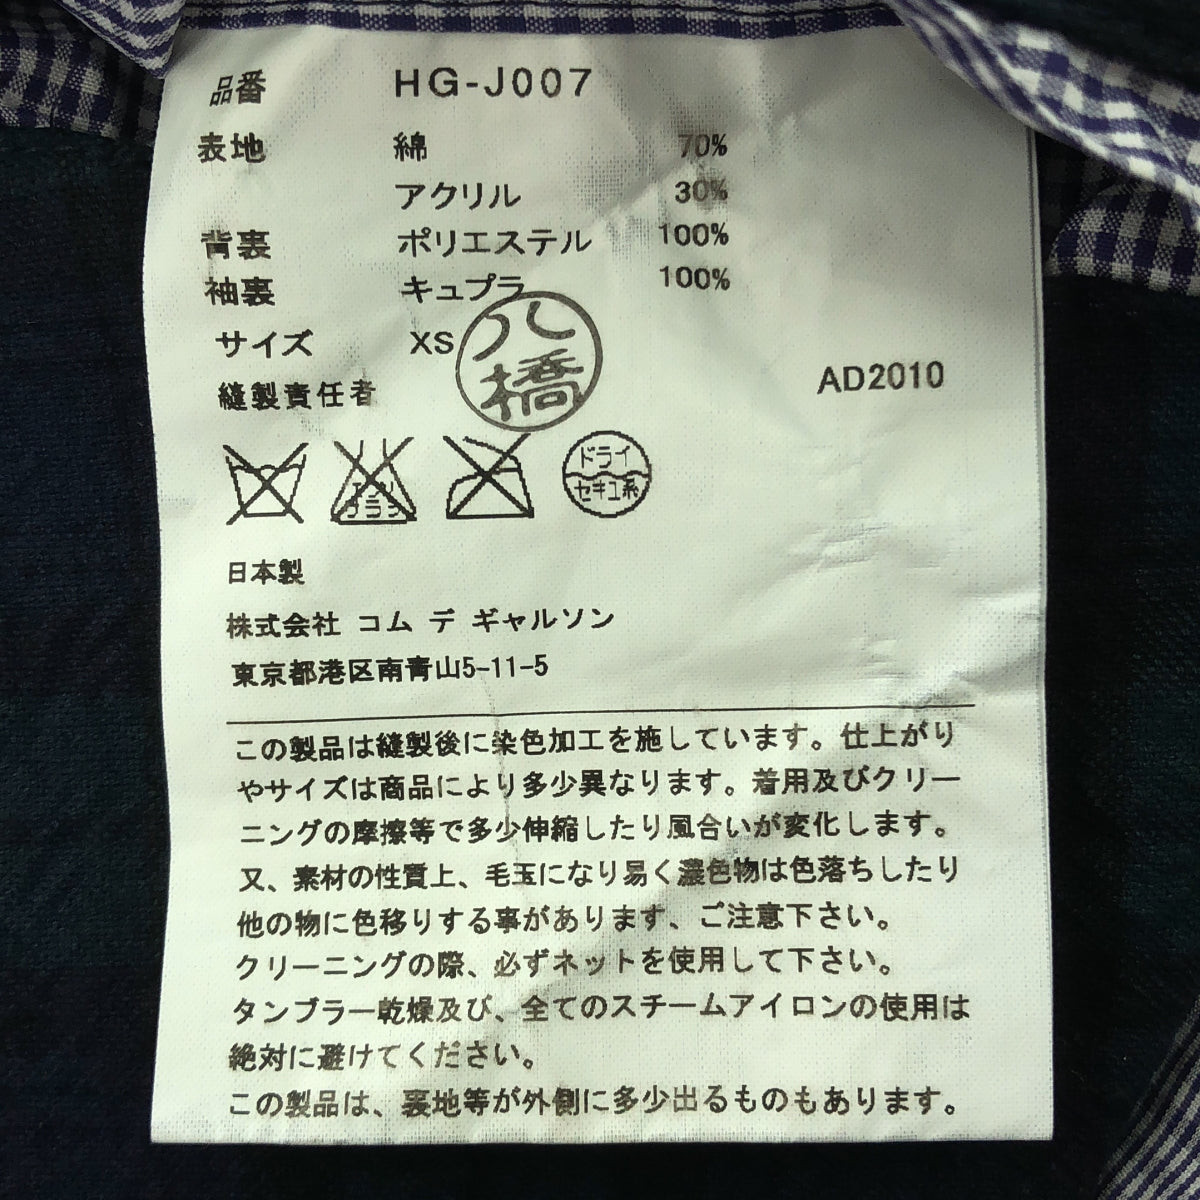 品番 HG-J007
表地 綿 70%
アクリル 30%
背裏 ポリエステル 100%
袖裏 キュプラ 100%
サイズ XS
八橋
縫製責任者
AD2010
エンソ
フラシ
ドライ
セキユ系
日本製
株式会社 コム デ ギャルソン
東京都港区南青山5-11-5
この製品は縫製後に染色加工を施しています。仕上がり
やサイズは商品により多少異なります。着用及びクリー
ニングの摩擦等で多少伸縮したり風合いが変化します。
又、素材の性質上、毛玉になり易く濃色物は色落ちしたり
他の物に色移りする事があります、ご注意下さい。
クリーニングの際、必ずネットを使用して下さい。
タンブラー乾燥及び、全てのスチームアイロンの使用は
絶対に避けてください。
この製品は、裏地等が外側に多少出るものもあります。